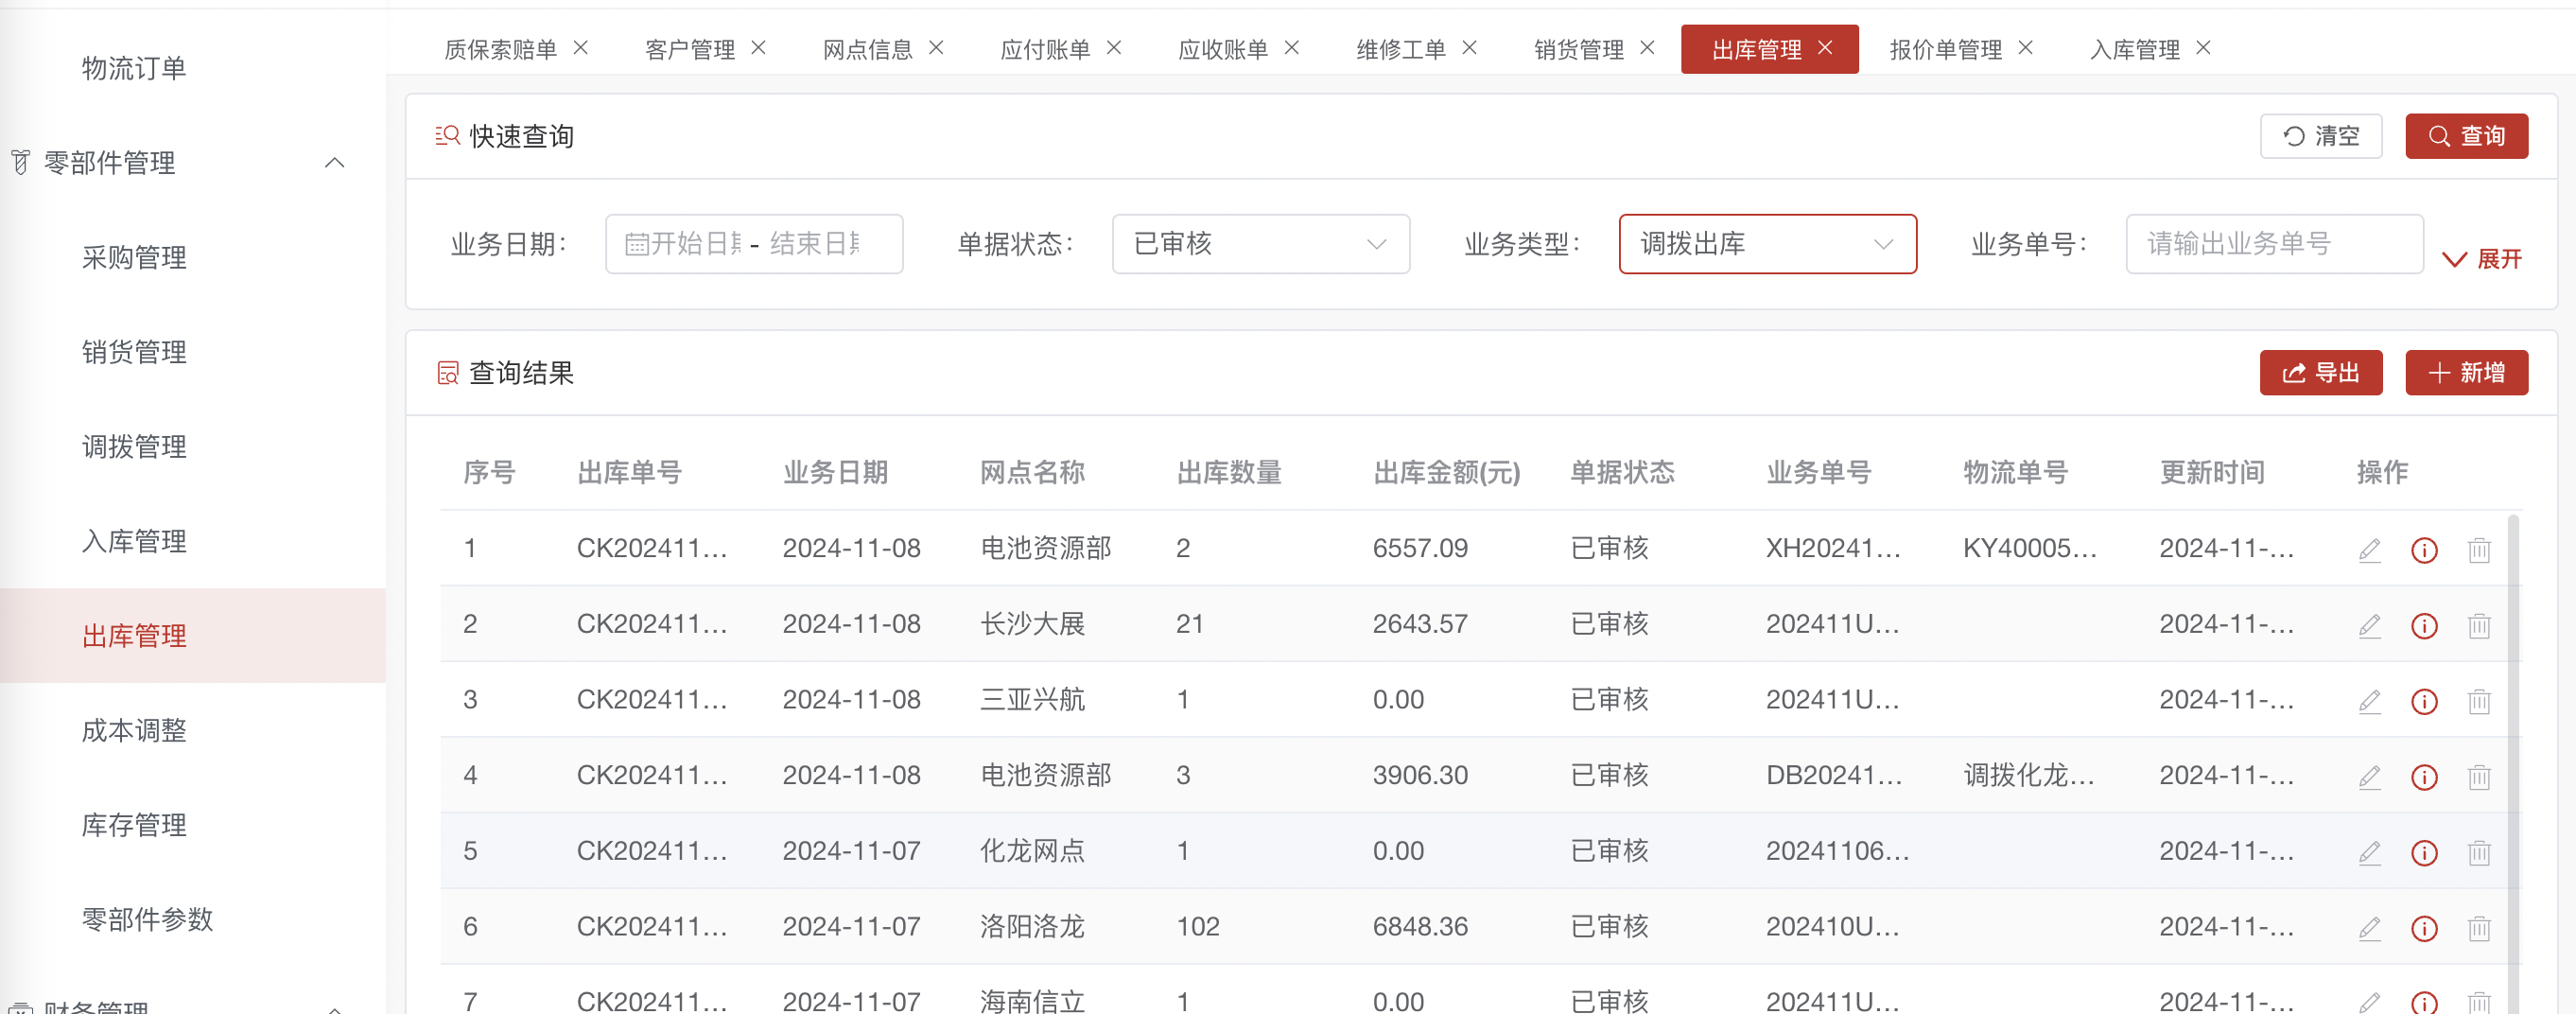 物流订单
零部件管理
采购管理
销货管理
调拨管理
入库管理
出库管理
成本调整
库存管理
零部件参数
财务管理
质保索赔单 客户管理 网点信息 应付账单 应收账单 维修工单 销货管理 出库管理 报价单管理 入库管理
快速查询 清空 查询
业务日期： 开始日期 - 结束日期 单据状态： 已审核 业务类型： 调拨出库 业务单号： 请输出业务单号 展开
查询结果 导出 新增
序号 出库单号 业务日期 网点名称 出库数量 出库金额(元) 单据状态 业务单号 物流单号 更新时间 操作
1 CK202411... 2024-11-08 电池资源部 2 6557.09 已审核 XH20241... KY40005... 2024-11-...
2 CK202411... 2024-11-08 长沙大展 21 2643.57 已审核 202411U... 2024-11-...
3 CK202411... 2024-11-08 三亚兴航 1 0.00 已审核 202411U... 2024-11-...
4 CK202411... 2024-11-08 电池资源部 3 3906.30 已审核 DB20241... 调拨化龙... 2024-11-...
5 CK202411... 2024-11-07 化龙网点 1 0.00 已审核 20241106... 2024-11-...
6 CK202411... 2024-11-07 洛阳洛龙 102 6848.36 已审核 202410U... 2024-11-...
7 CK202411... 2024-11-07 海南信立 1 0.00 已审核 202411U... 2024-11-...